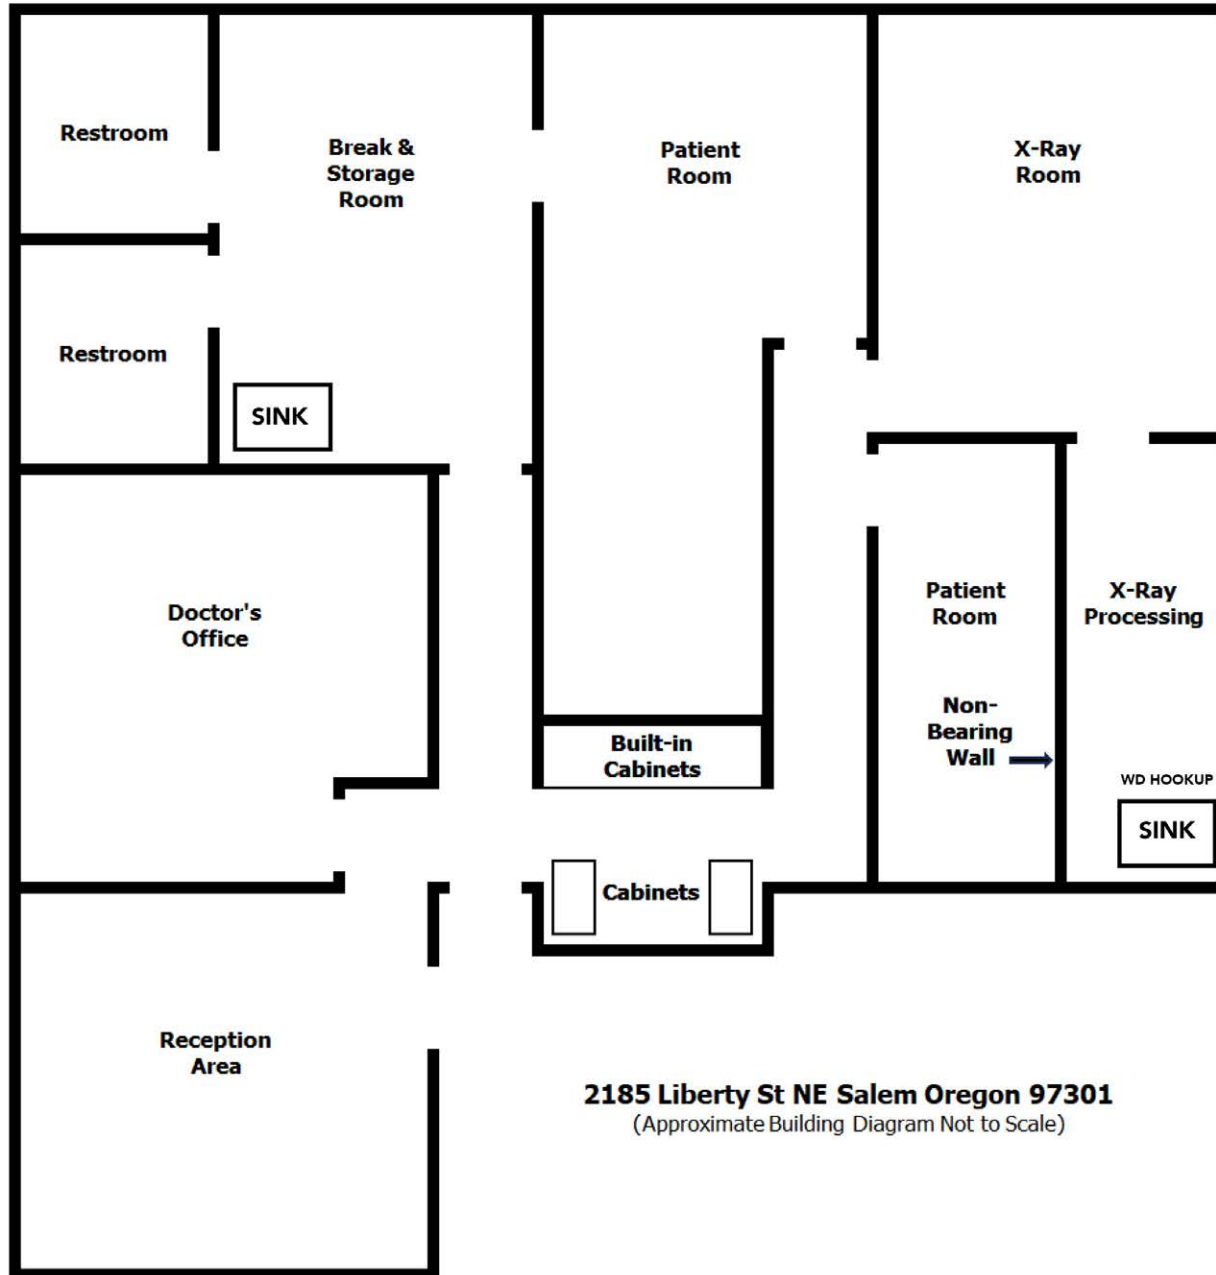 Restroom
Break &
Storage
Room
Patient
Room
X-Ray
Room
Restroom
SINK
Doctor's
Office
Patient
Room
X-Ray
Processing
Non-
Bearing
Wall
Built-in
Cabinets
WD HOOKUP
SINK
Cabinets
Reception
Area
2185 Liberty St NE Salem Oregon 97301
(Approximate Building Diagram Not to Scale)